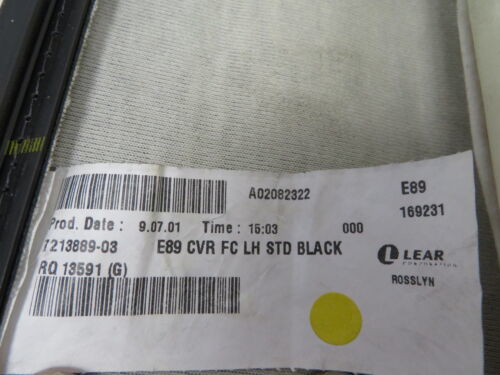 A02082322
E89
169231
Prod. Date : 9.07.01 Time : 15:03 000
7213889-03 E89 CVR FC LH STD BLACK
RQ 13591 (G)
LEAR
CORPORATION
ROSSLYN